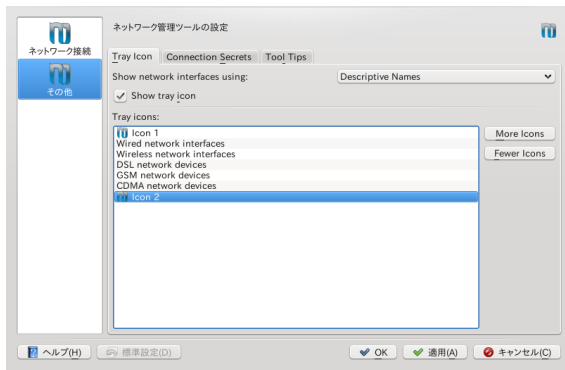 ネットワーク管理ツールの設定
ネットワーク接続
その他
Tray Icon Connection Secrets Tool Tips
Show network interfaces using: Descriptive Names
Show tray icon
Tray icons:
Icon 1
Wired network interfaces
Wireless network interfaces
DSL network devices
GSM network devices
CDMA network devices
Icon 2
More Icons
Fewer Icons
ヘルプ(H) 標準設定(D) OK 適用(A) キャンセル(C)